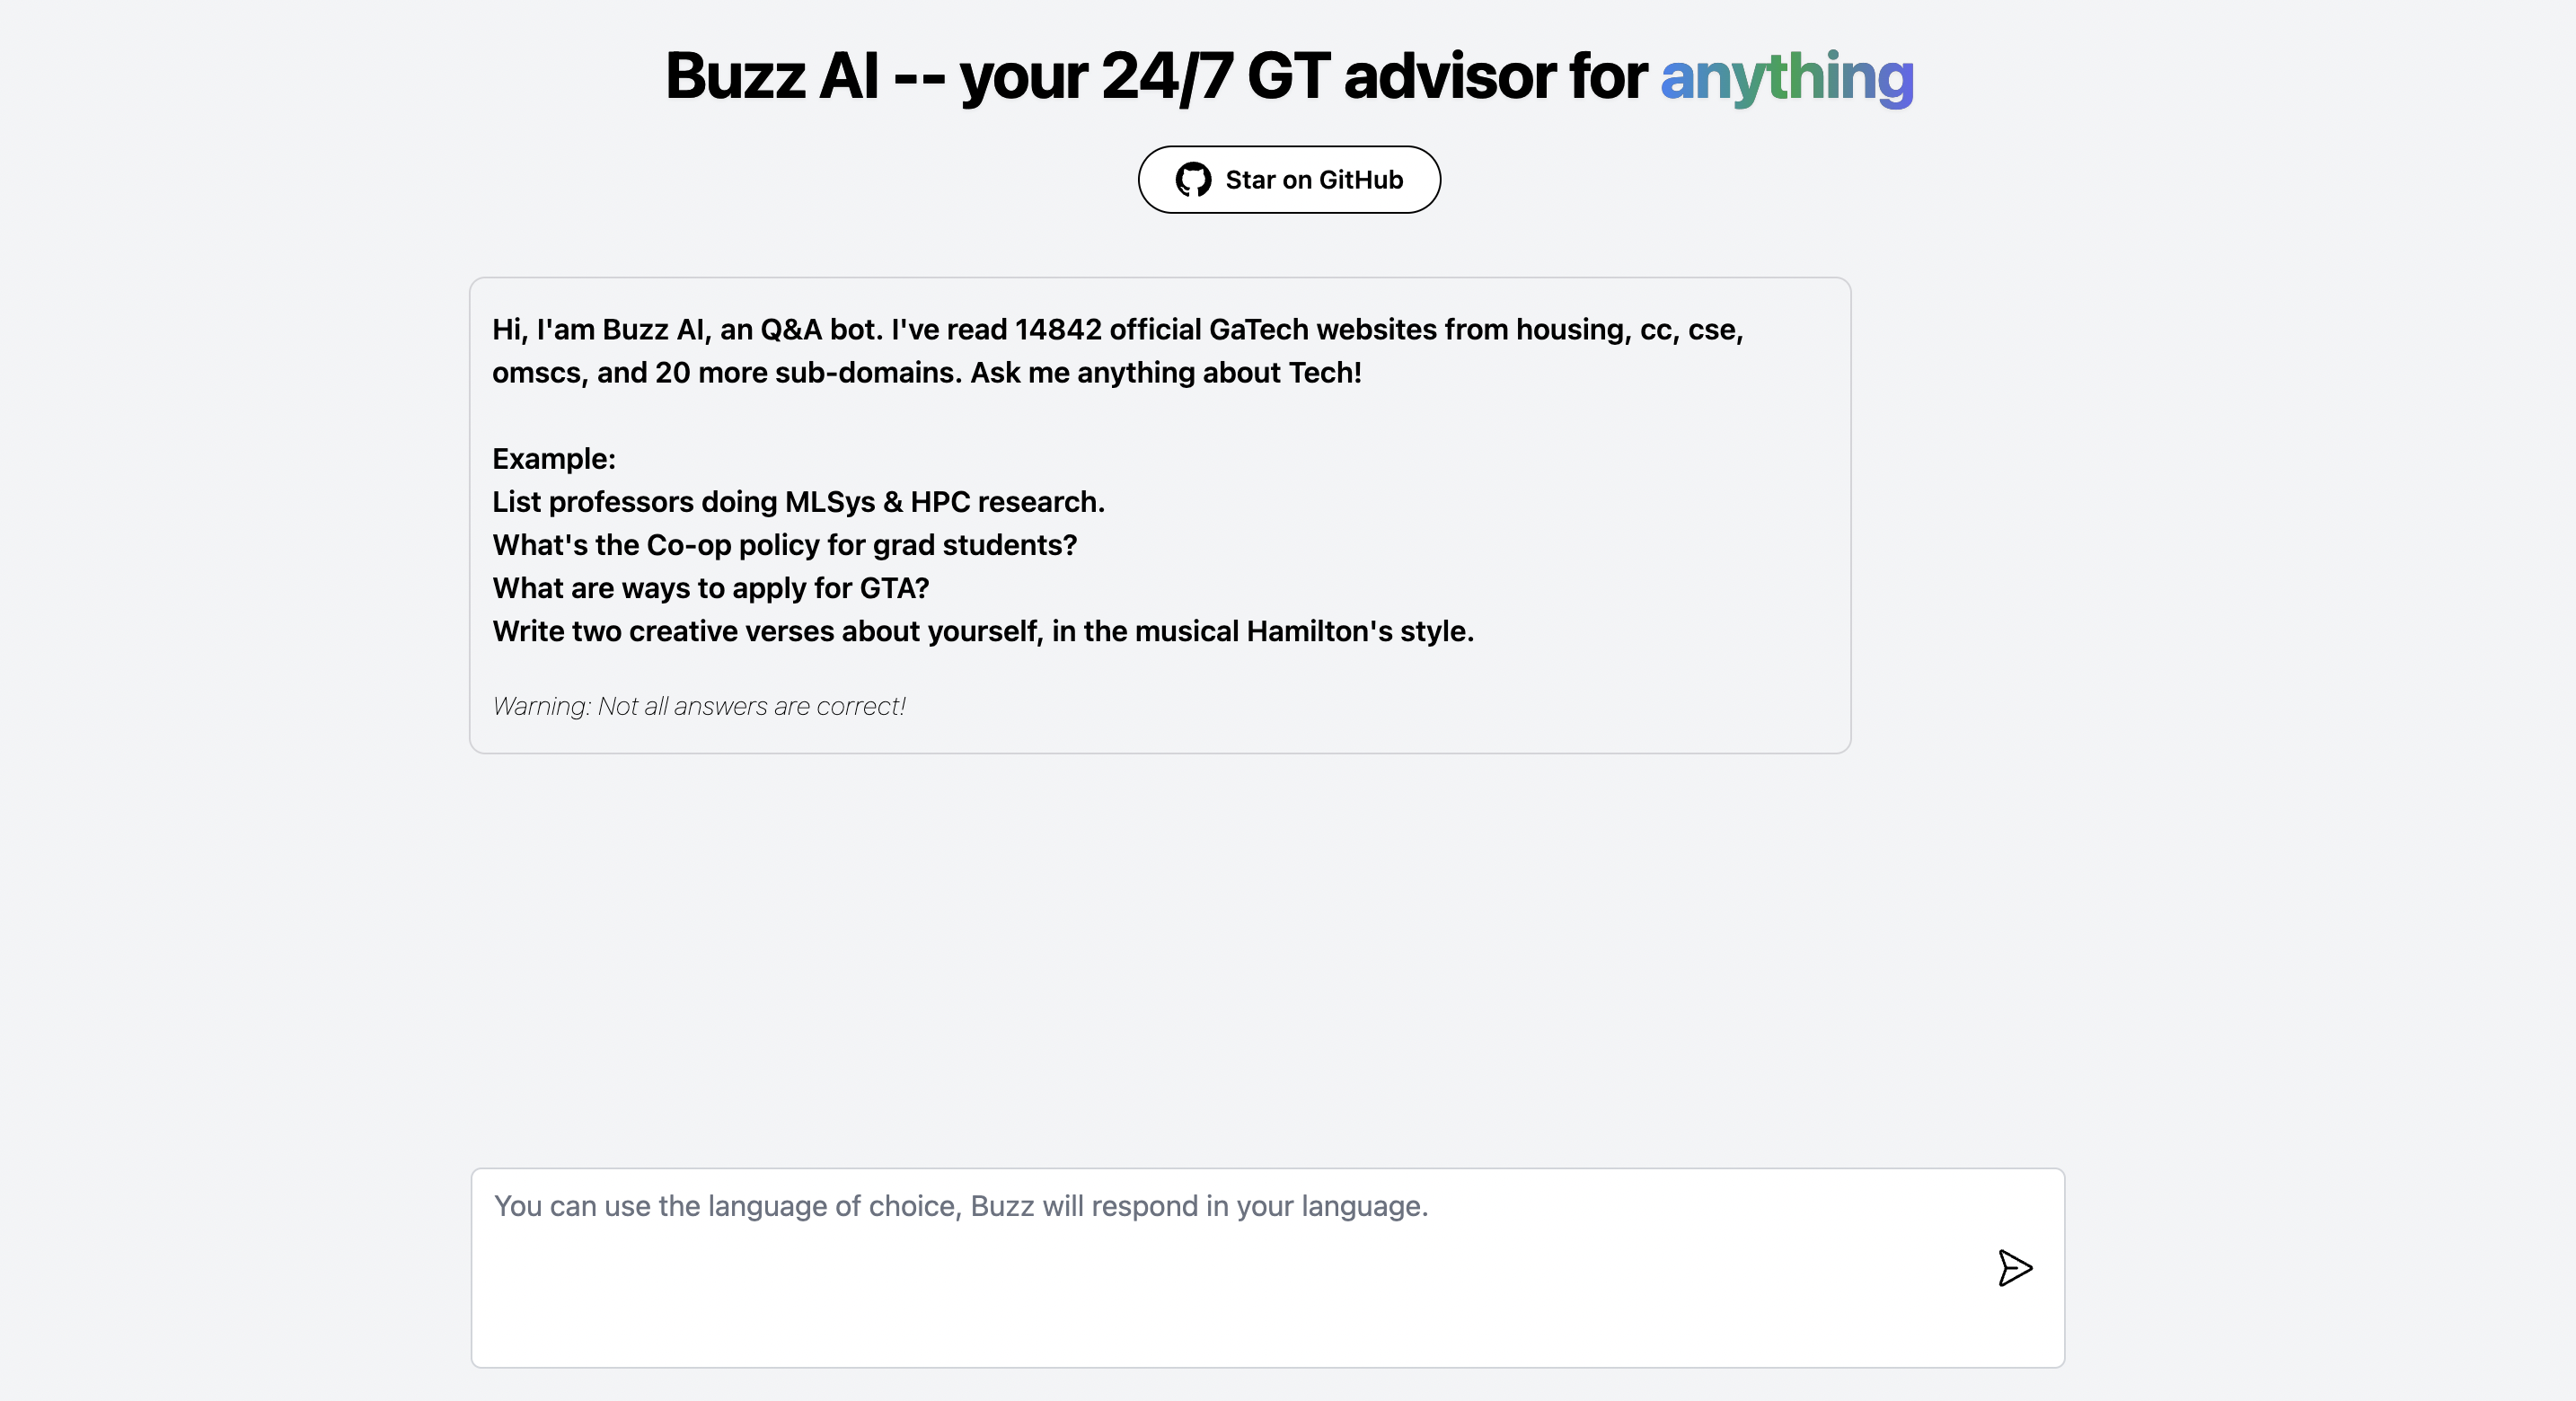 Buzz AI -- your 24/7 GT advisor for anything
Star on GitHub
Hi, I'am Buzz AI, an Q&A bot. I've read 14842 official GaTech websites from housing, cc, cse,
omscs, and 20 more sub-domains. Ask me anything about Tech!
Example:
List professors doing MLSys & HPC research.
What's the Co-op policy for grad students?
What are ways to apply for GTA?
Write two creative verses about yourself, in the musical Hamilton's style.
Warning: Not all answers are correct!
You can use the language of choice, Buzz will respond in your language.